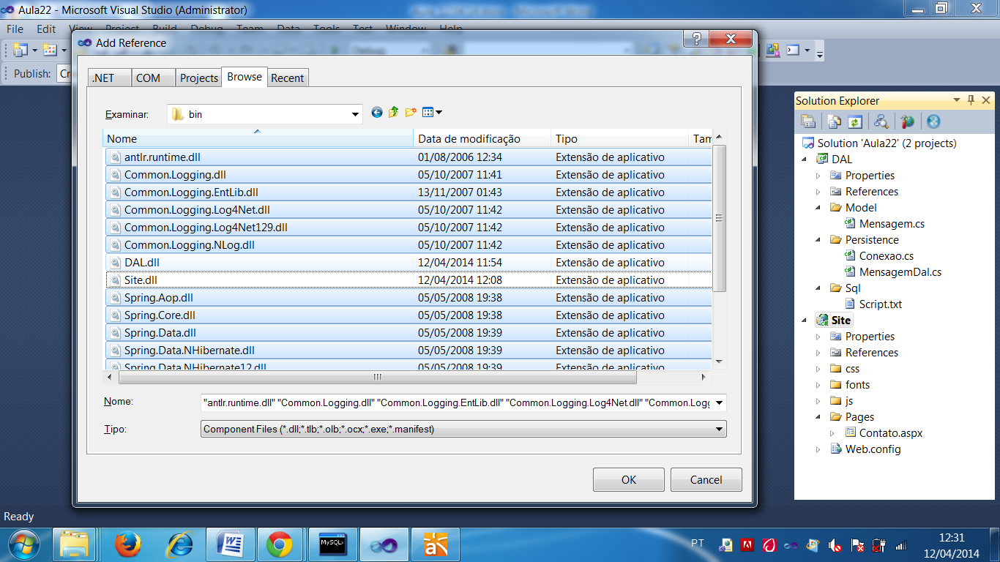 Aula22 - Microsoft Visual Studio (Administrator)
File Edit View Project Build Debug Team Data Tools Test Window Help
Publish: Cr
Add Reference
.NET COM Projects Browse Recent
Examinar: bin
Nome Data de modificação Tipo Tam
antlr.runtime.dll 01/08/2006 12:34 Extensão de aplicativo
Common.Logging.dll 05/10/2007 11:41 Extensão de aplicativo
Common.Logging.EntLib.dll 13/11/2007 01:43 Extensão de aplicativo
Common.Logging.Log4Net.dll 05/10/2007 11:42 Extensão de aplicativo
Common.Logging.Log4Net129.dll 05/10/2007 11:42 Extensão de aplicativo
Common.Logging.NLog.dll 05/10/2007 11:42 Extensão de aplicativo
DAL.dll 12/04/2014 11:54 Extensão de aplicativo
Site.dll 12/04/2014 12:08 Extensão de aplicativo
Spring.Aop.dll 05/05/2008 19:38 Extensão de aplicativo
Spring.Core.dll 05/05/2008 19:38 Extensão de aplicativo
Spring.Data.dll 05/05/2008 19:39 Extensão de aplicativo
Spring.Data.NHibernate.dll 05/05/2008 19:39 Extensão de aplicativo
Spring.Data.NHibernate12.dll 05/05/2008 19:39 Extensão de aplicativo
Nome: "antlr.runtime.dll" "Common.Logging.dll" "Common.Logging.EntLib.dll" "Common.Logging.Log4Net.dll" "Common.Logg
Tipo: Component Files (*.dll;*.tlb;*.olb;*.ocx;*.exe;*.manifest)
OK Cancel
Solution Explorer
Solution 'Aula22' (2 projects)
DAL
Properties
References
Model
Mensagem.cs
Persistence
Conexao.cs
MensagemDal.cs
Sql
Script.txt
Site
Properties
References
css
fonts
js
Pages
Contato.aspx
Web.config
Ready
MySQL
PT
12:31
12/04/2014